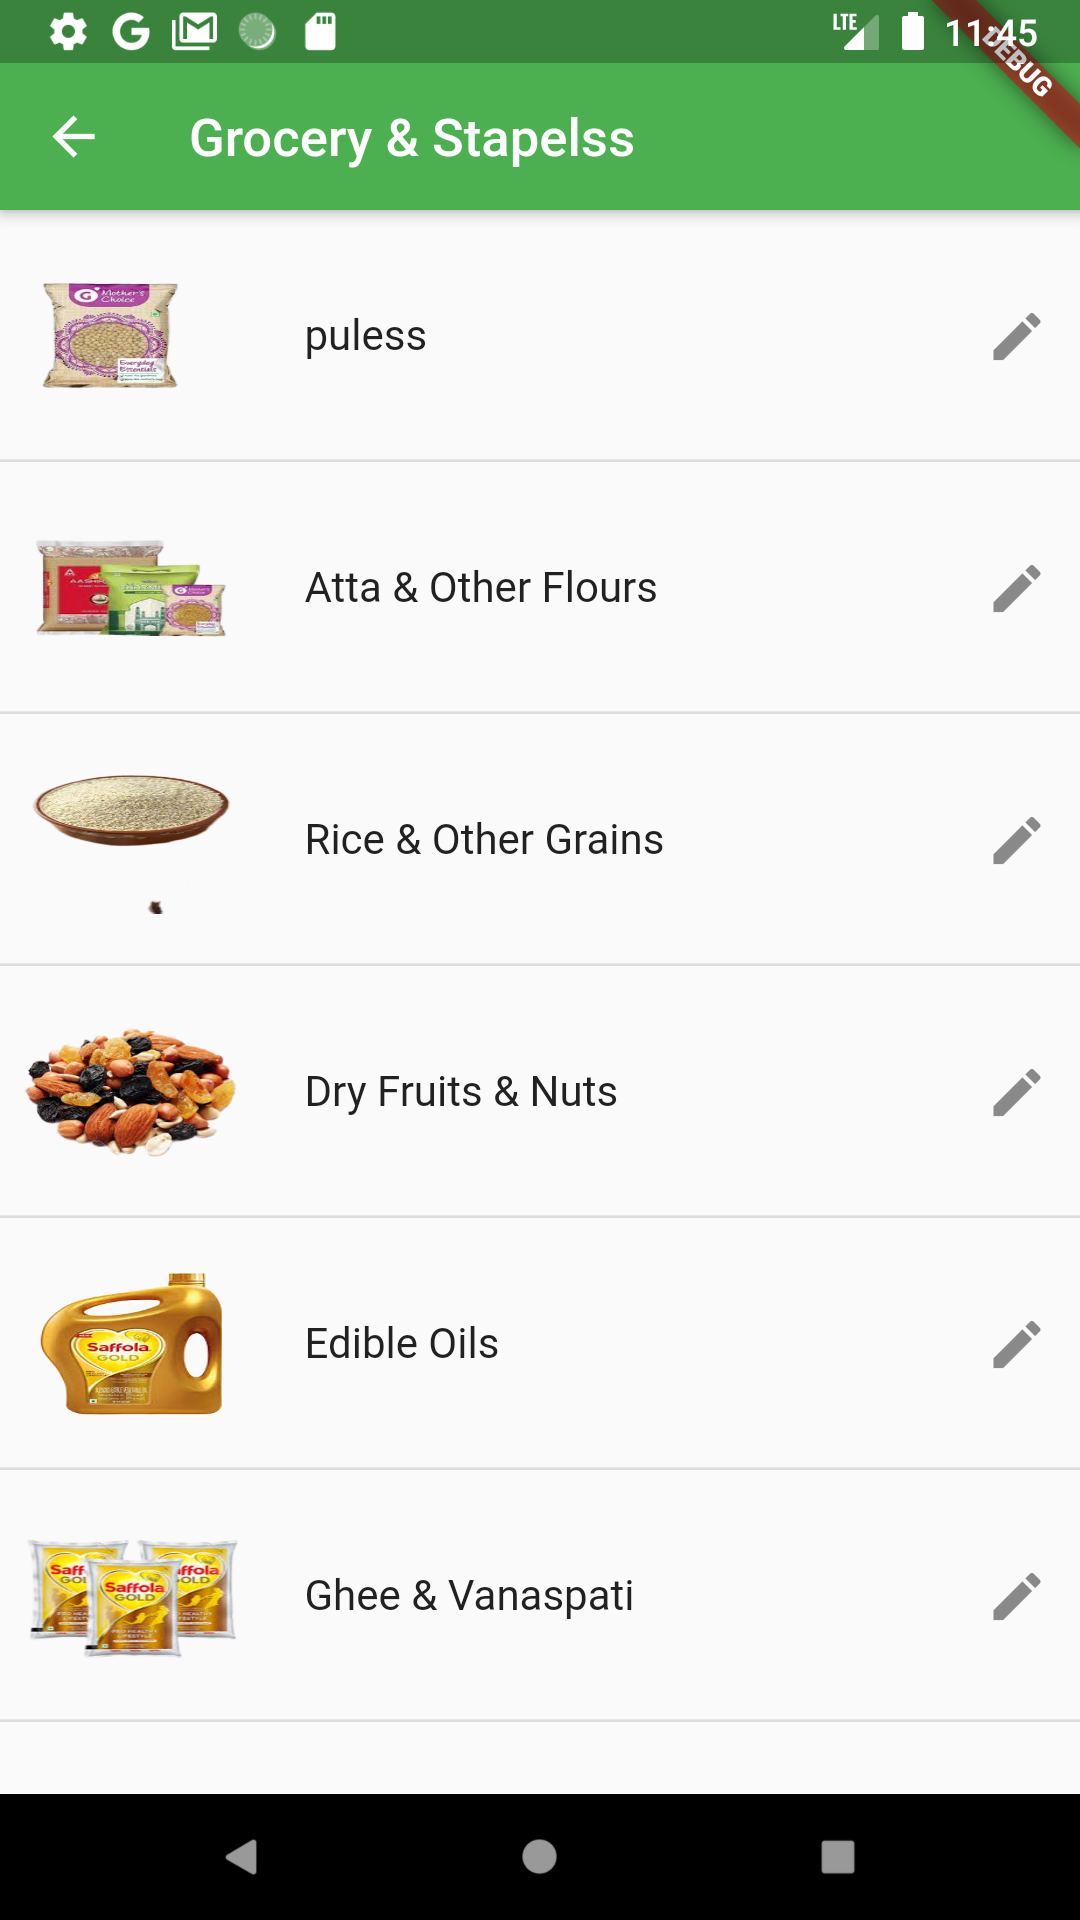 LTE
11:45
DEBUG
Grocery & Stapelss
G Mother's
Choice
Everyday
Essentials
puless
Atta & Other Flours
Rice & Other Grains
Dry Fruits & Nuts
Saffola
GOLD
Edible Oils
Saffola
GOLD
Ghee & Vanaspati